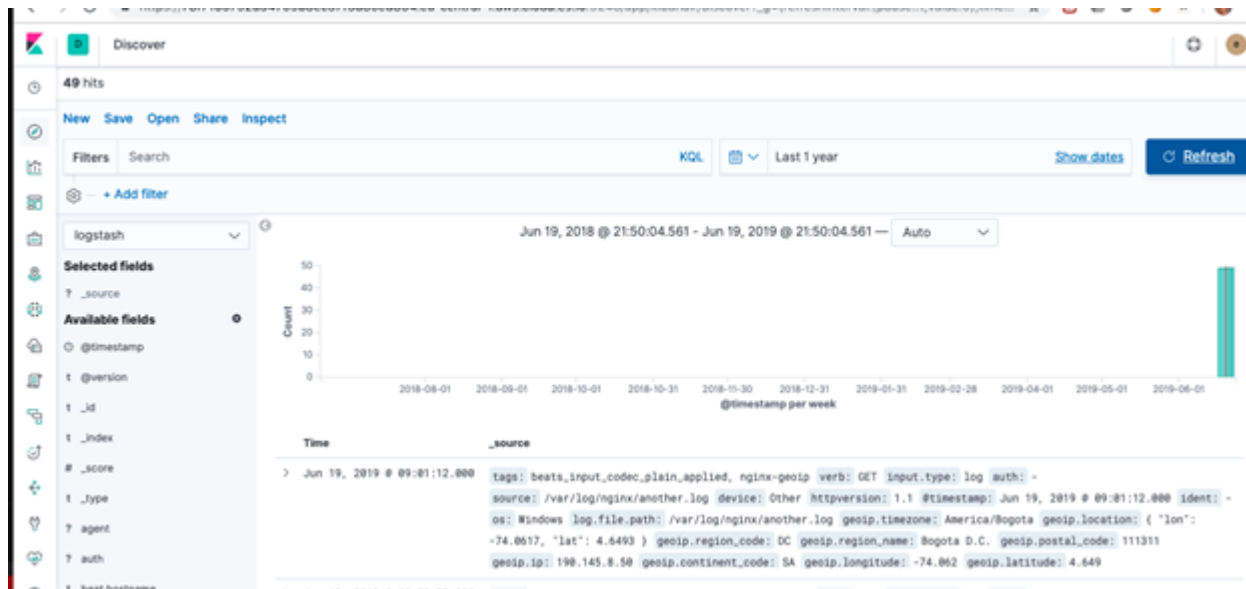 D Discover
49 hits
New Save Open Share Inspect
Filters Search KQL Last 1 year Show dates Refresh
+ Add filter
logstash
Jun 19, 2018 @ 21:50:04.561 - Jun 19, 2019 @ 21:50:04.561 — Auto
Selected fields
? _source
Available fields
@timestamp
t @version
t _id
t _index
# _score
t _type
? agent
? auth
50
40
30
20
10
0
Count
2018-08-01 2018-09-01 2018-10-01 2018-10-31 2018-11-30 2018-12-31 2019-01-31 2019-02-28 2019-04-01 2019-05-01 2019-06-01
@timestamp per week
Time _source
Jun 19, 2019 @ 09:01:12.000 tags: beats_input_codec_plain_applied, nginx-geoip verb: GET input.type: log auth: -
source: /var/log/nginx/another.log device: Other httpversion: 1.1 @timestamp: Jun 19, 2019 @ 09:01:12.000 ident: -
os: Windows log.file.path: /var/log/nginx/another.log geoip.timezone: America/Bogota geoip.location: { "lon":
-74.0617, "lat": 4.6493 } geoip.region_code: DC geoip.region_name: Bogota D.C. geoip.postal_code: 111311
geoip.ip: 190.145.8.50 geoip.continent_code: SA geoip.longitude: -74.062 geoip.latitude: 4.649